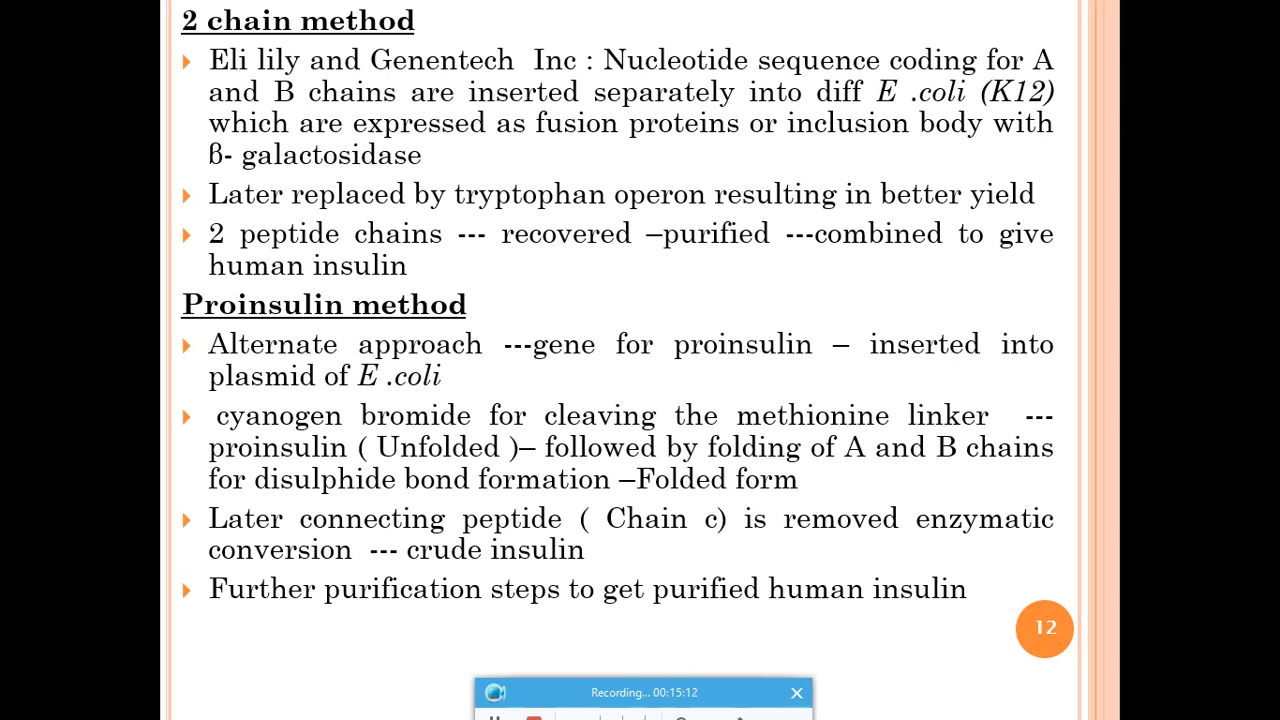 2 chain method
Eli lily and Genentech Inc : Nucleotide sequence coding for A
and B chains are inserted separately into diff E .coli (K12)
which are expressed as fusion proteins or inclusion body with
ß- galactosidase
Later replaced by tryptophan operon resulting in better yield
2 peptide chains --- recovered –purified ---combined to give
human insulin
Proinsulin method
Alternate approach ---gene for proinsulin – inserted into
plasmid of E .coli
cyanogen bromide for cleaving the methionine linker ---
proinsulin ( Unfolded )– followed by folding of A and B chains
for disulphide bond formation –Folded form
Later connecting peptide ( Chain c) is removed enzymatic
conversion --- crude insulin
Further purification steps to get purified human insulin
12
Recording... 00:15:12